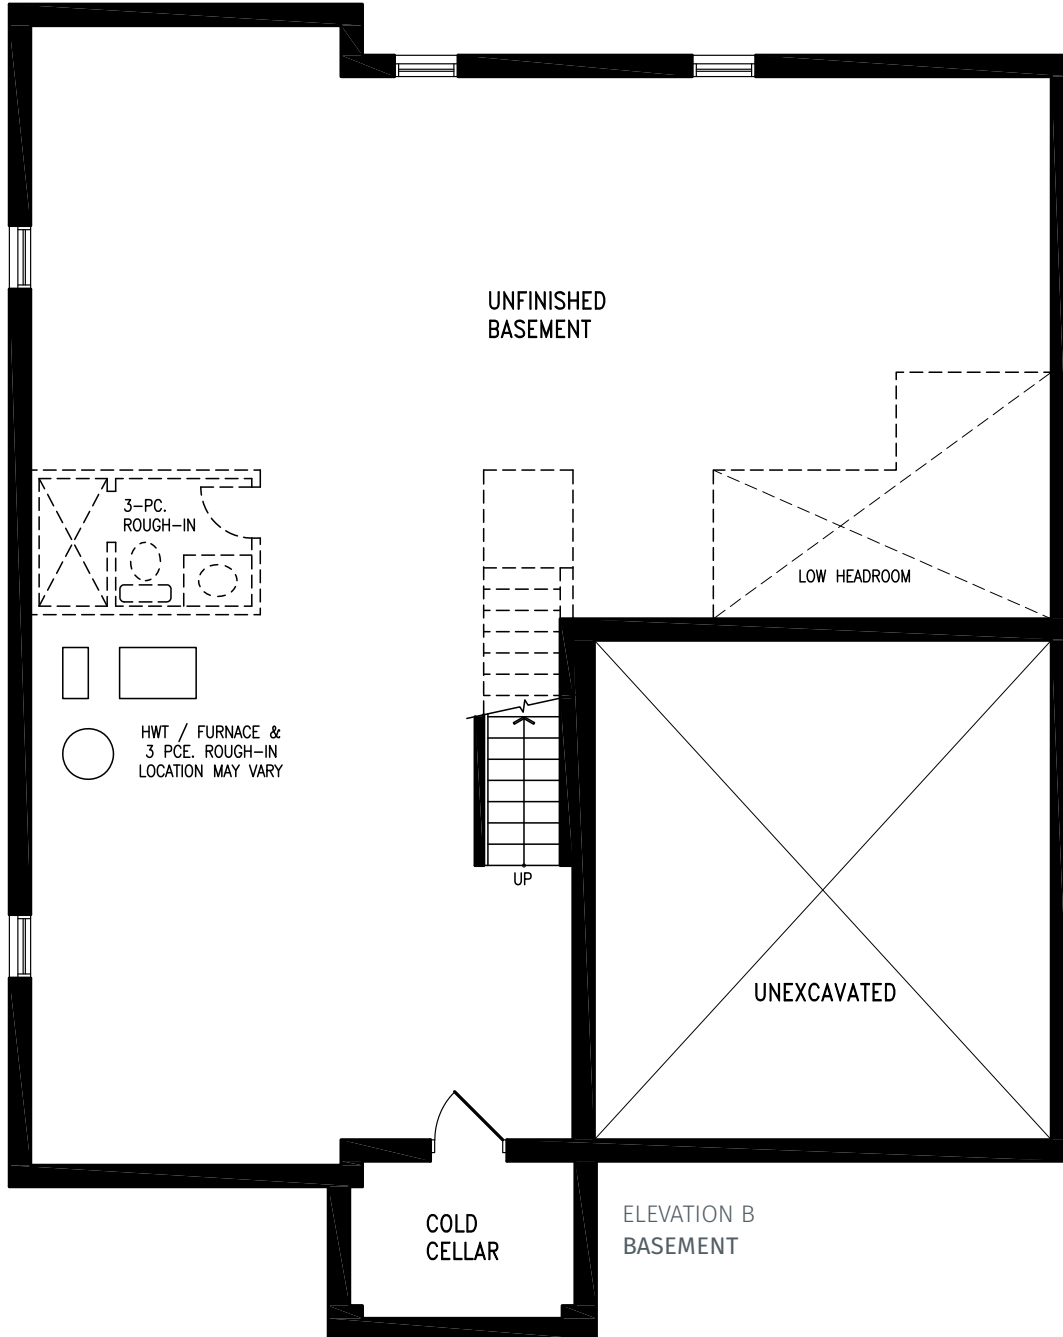 UNFINISHED
BASEMENT
3-PC.
ROUGH-IN
LOW HEADROOM
HWT / FURNACE &
3 PCE. ROUGH-IN
LOCATION MAY VARY
UP
UNEXCAVATED
COLD
CELLAR
ELEVATION B
BASEMENT